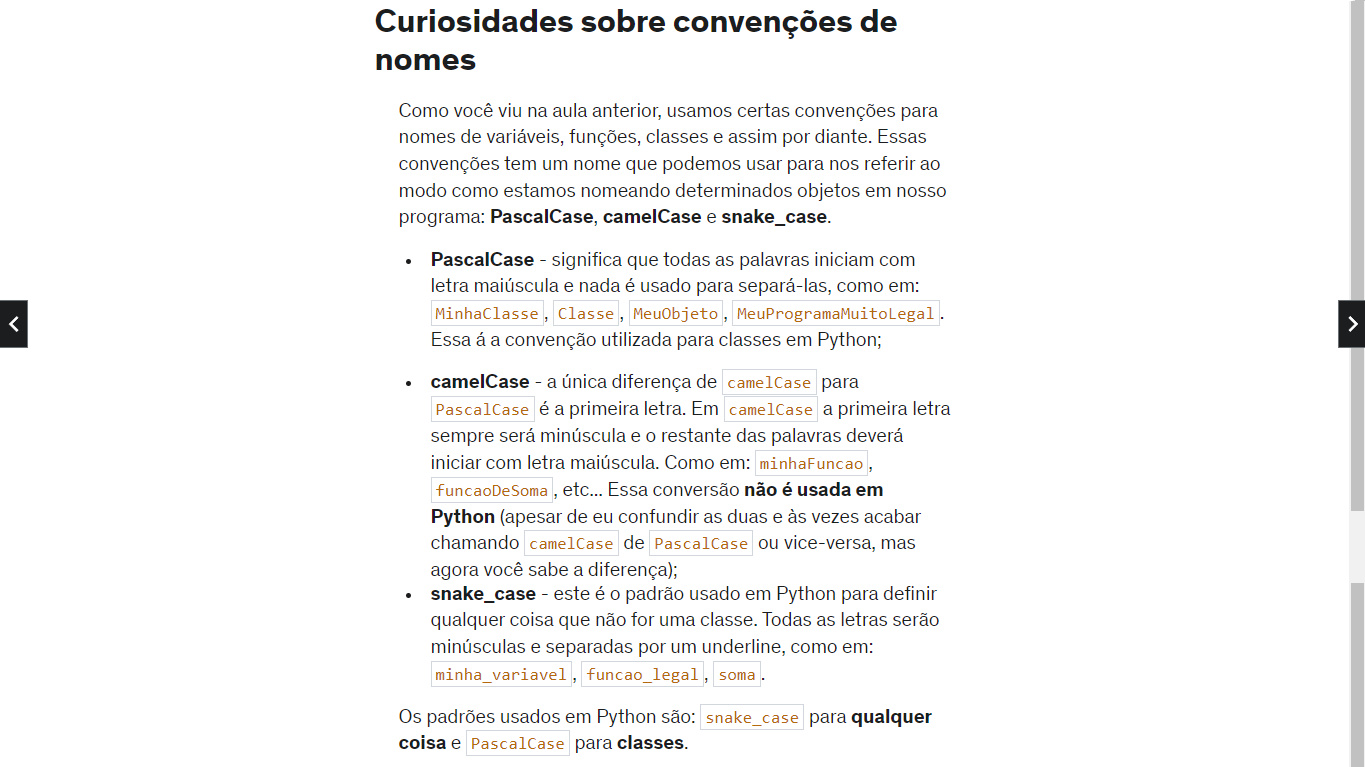 Curiosidades sobre convenções de
nomes
Como você viu na aula anterior, usamos certas convenções para
nomes de variáveis, funções, classes e assim por diante. Essas
convenções tem um nome que podemos usar para nos referir ao
modo como estamos nomeando determinados objetos em nosso
programa: PascalCase, camelCase e snake_case.
• PascalCase - significa que todas as palavras iniciam com
letra maiúscula e nada é usado para separá-las, como em:
MinhaClasse, Classe, MeuObjeto, MeuProgramaMuitoLegal.
Essa á a convenção utilizada para classes em Python;
• camelCase - a única diferença de camelCase para
PascalCase é a primeira letra. Em camelCase a primeira letra
sempre será minúscula e o restante das palavras deverá
iniciar com letra maiúscula. Como em: minhaFuncao,
funcaoDeSoma, etc... Essa conversão não é usada em
Python (apesar de eu confundir as duas e às vezes acabar
chamando camelCase de PascalCase ou vice-versa, mas
agora você sabe a diferença);
• snake_case - este é o padrão usado em Python para definir
qualquer coisa que não for uma classe. Todas as letras serão
minúsculas e separadas por um underline, como em:
minha_variavel, funcao_legal, soma.
Os padrões usados em Python são: snake_case para qualquer
coisa e PascalCase para classes.